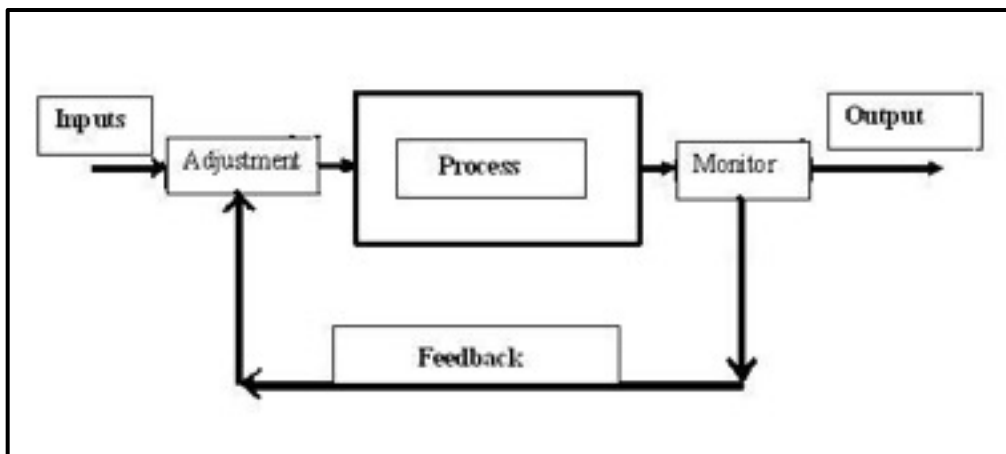 Inputs
Adjustment
Process
Monitor
Output
Feedback